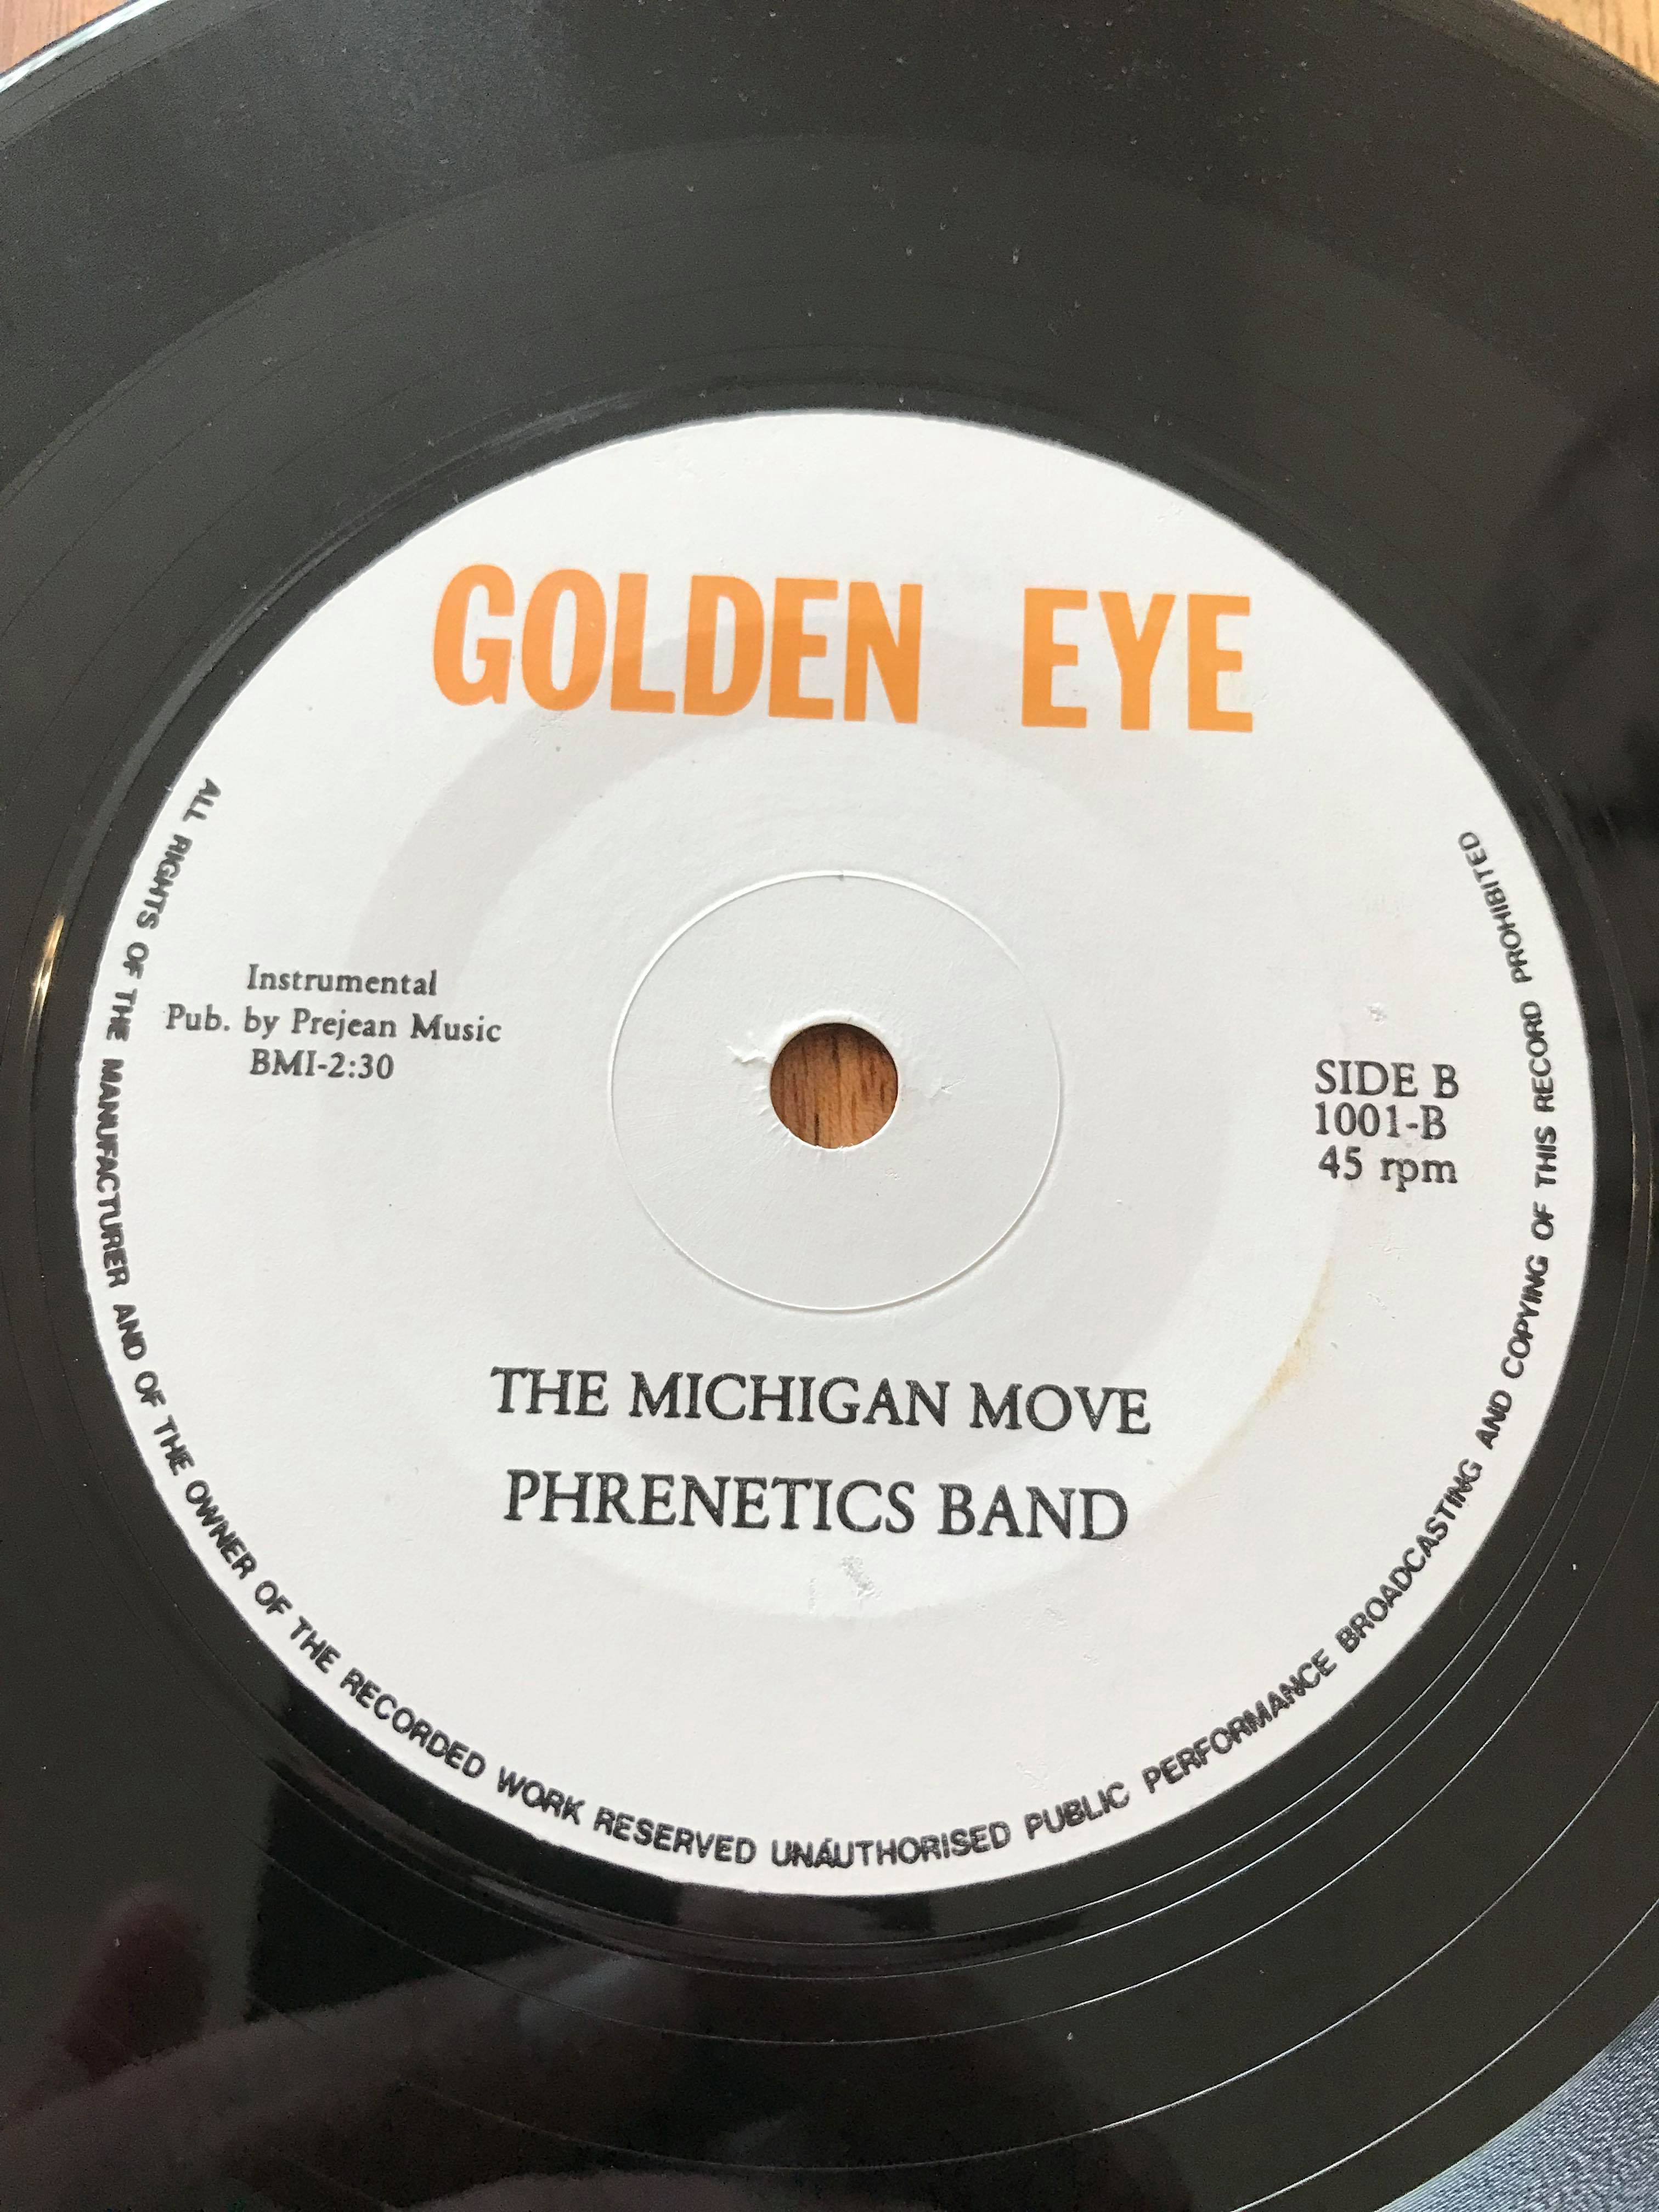 GOLDEN EYE
Instrumental
Pub. by Prejean Music
BMI-2:30
SIDE B
1001-B
45 rpm
THE MICHIGAN MOVE
PHRENETICS BAND
ALL RIGHTS OF THE MANUFACTURER AND OF THE OWNER OF THE RECORDED WORK RESERVED UNAUTHORISED PUBLIC PERFORMANCE BROADCASTING AND COPYING OF THIS RECORD PROHIBITED